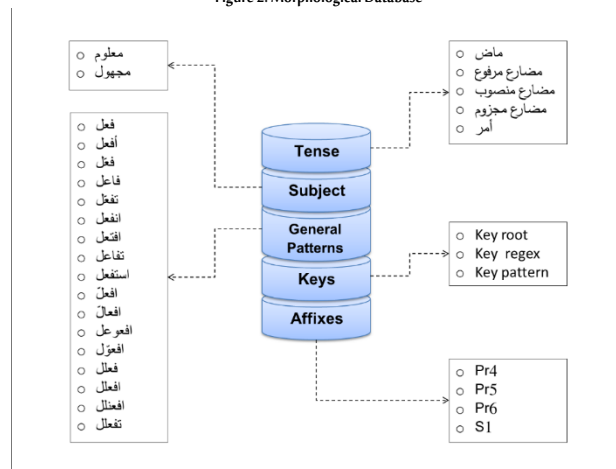 Figure 2. Morphological Database
معلوم
مجهول
ماض
مضارع مرفوع
مضارع منصوب
مضارع مجزوم
أمر
فعل
أفعل
فعّل
فاعل
تفعّل
انفعل
افتعل
تفاعل
استفعل
افعلّ
افعالّ
افعوعل
افعوّل
فعلل
افعلل
افعنلل
تفعلل
Tense
Subject
General
Patterns
Keys
Affixes
Key root
Key regex
Key pattern
Pr4
Pr5
Pr6
S1